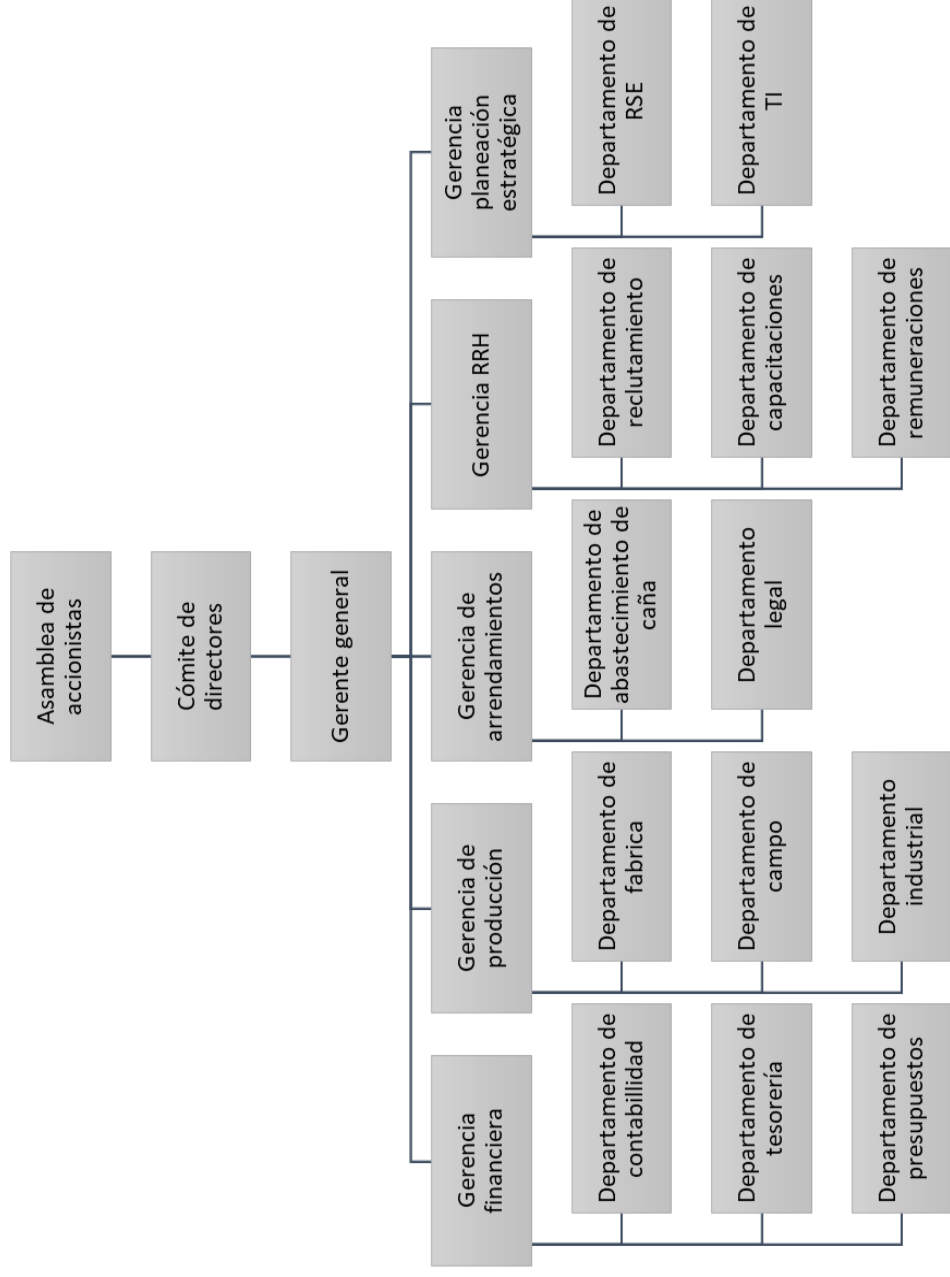 Asamblea de
accionistas
Cómite de
directores
Gerente general
Gerencia
financiera
Departamento de
contabillidad
Departamento de
tesorería
Departamento de
presupuestos
Gerencia de
producción
Departamento de
fabrica
Departamento de
campo
Departamento
industrial
Gerencia de
arrendamientos
Departamento de
abastecimiento de
caña
Departamento
legal
Gerencia RRH
Departamento de
reclutamiento
Departamento de
capacitaciones
Departamento de
remuneraciones
Gerencia
planeación
estratégica
Departamento de
RSE
Departamento de
TI